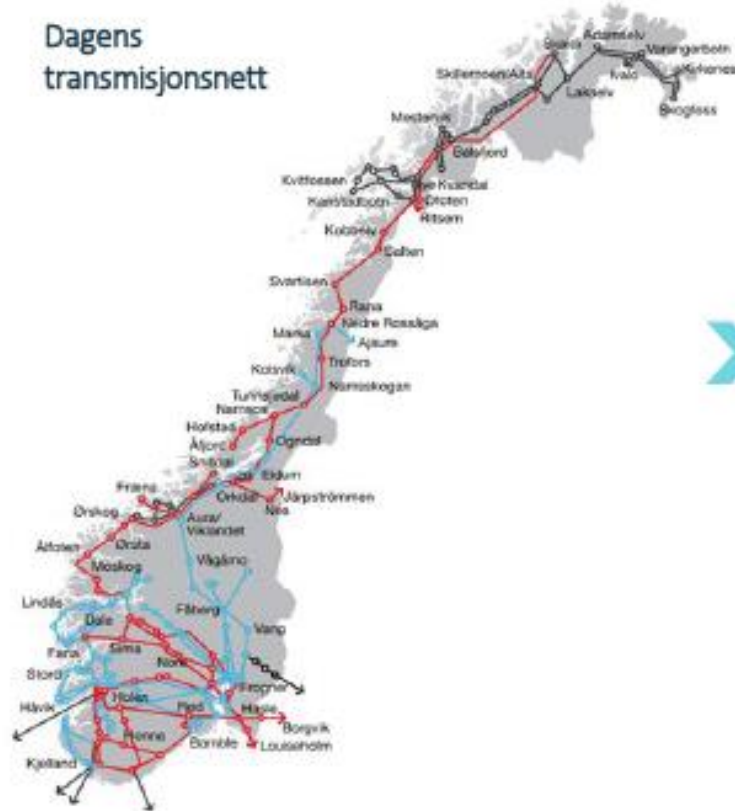 Dagens
transmisjonsnett
Adamselv
Varangerbotn
Skaidi
Ivalo
Kirkenes
Skillemoen/Alta
Lakselv
Skogfoss
Mestervik
Balsfjord
Kvitfossen
Kvandal
Kanstadbotn
Ofoten
Ritsem
Kobbelv
Salten
Svartisen
Rana
Nedre Røssåga
Marka
Ajaure
Trofors
Kolsvik
Namsskogan
Tunnsjødal
Namsos
Hofstad
Ogndal
Åfjord
Snilldal
Eidum
Fræna
Orkdal
Järpströmmen
Nea
Ørskog
Aura/
Viklandet
Ørsta
Ålfoten
Vågåmo
Moskog
Lindås
Fåberg
Dale
Vang
Fana
Sima
Nore
Stord
Frogner
Håvik
Holen
Rød
Hasle
Borgvik
Bamble
Kjelland